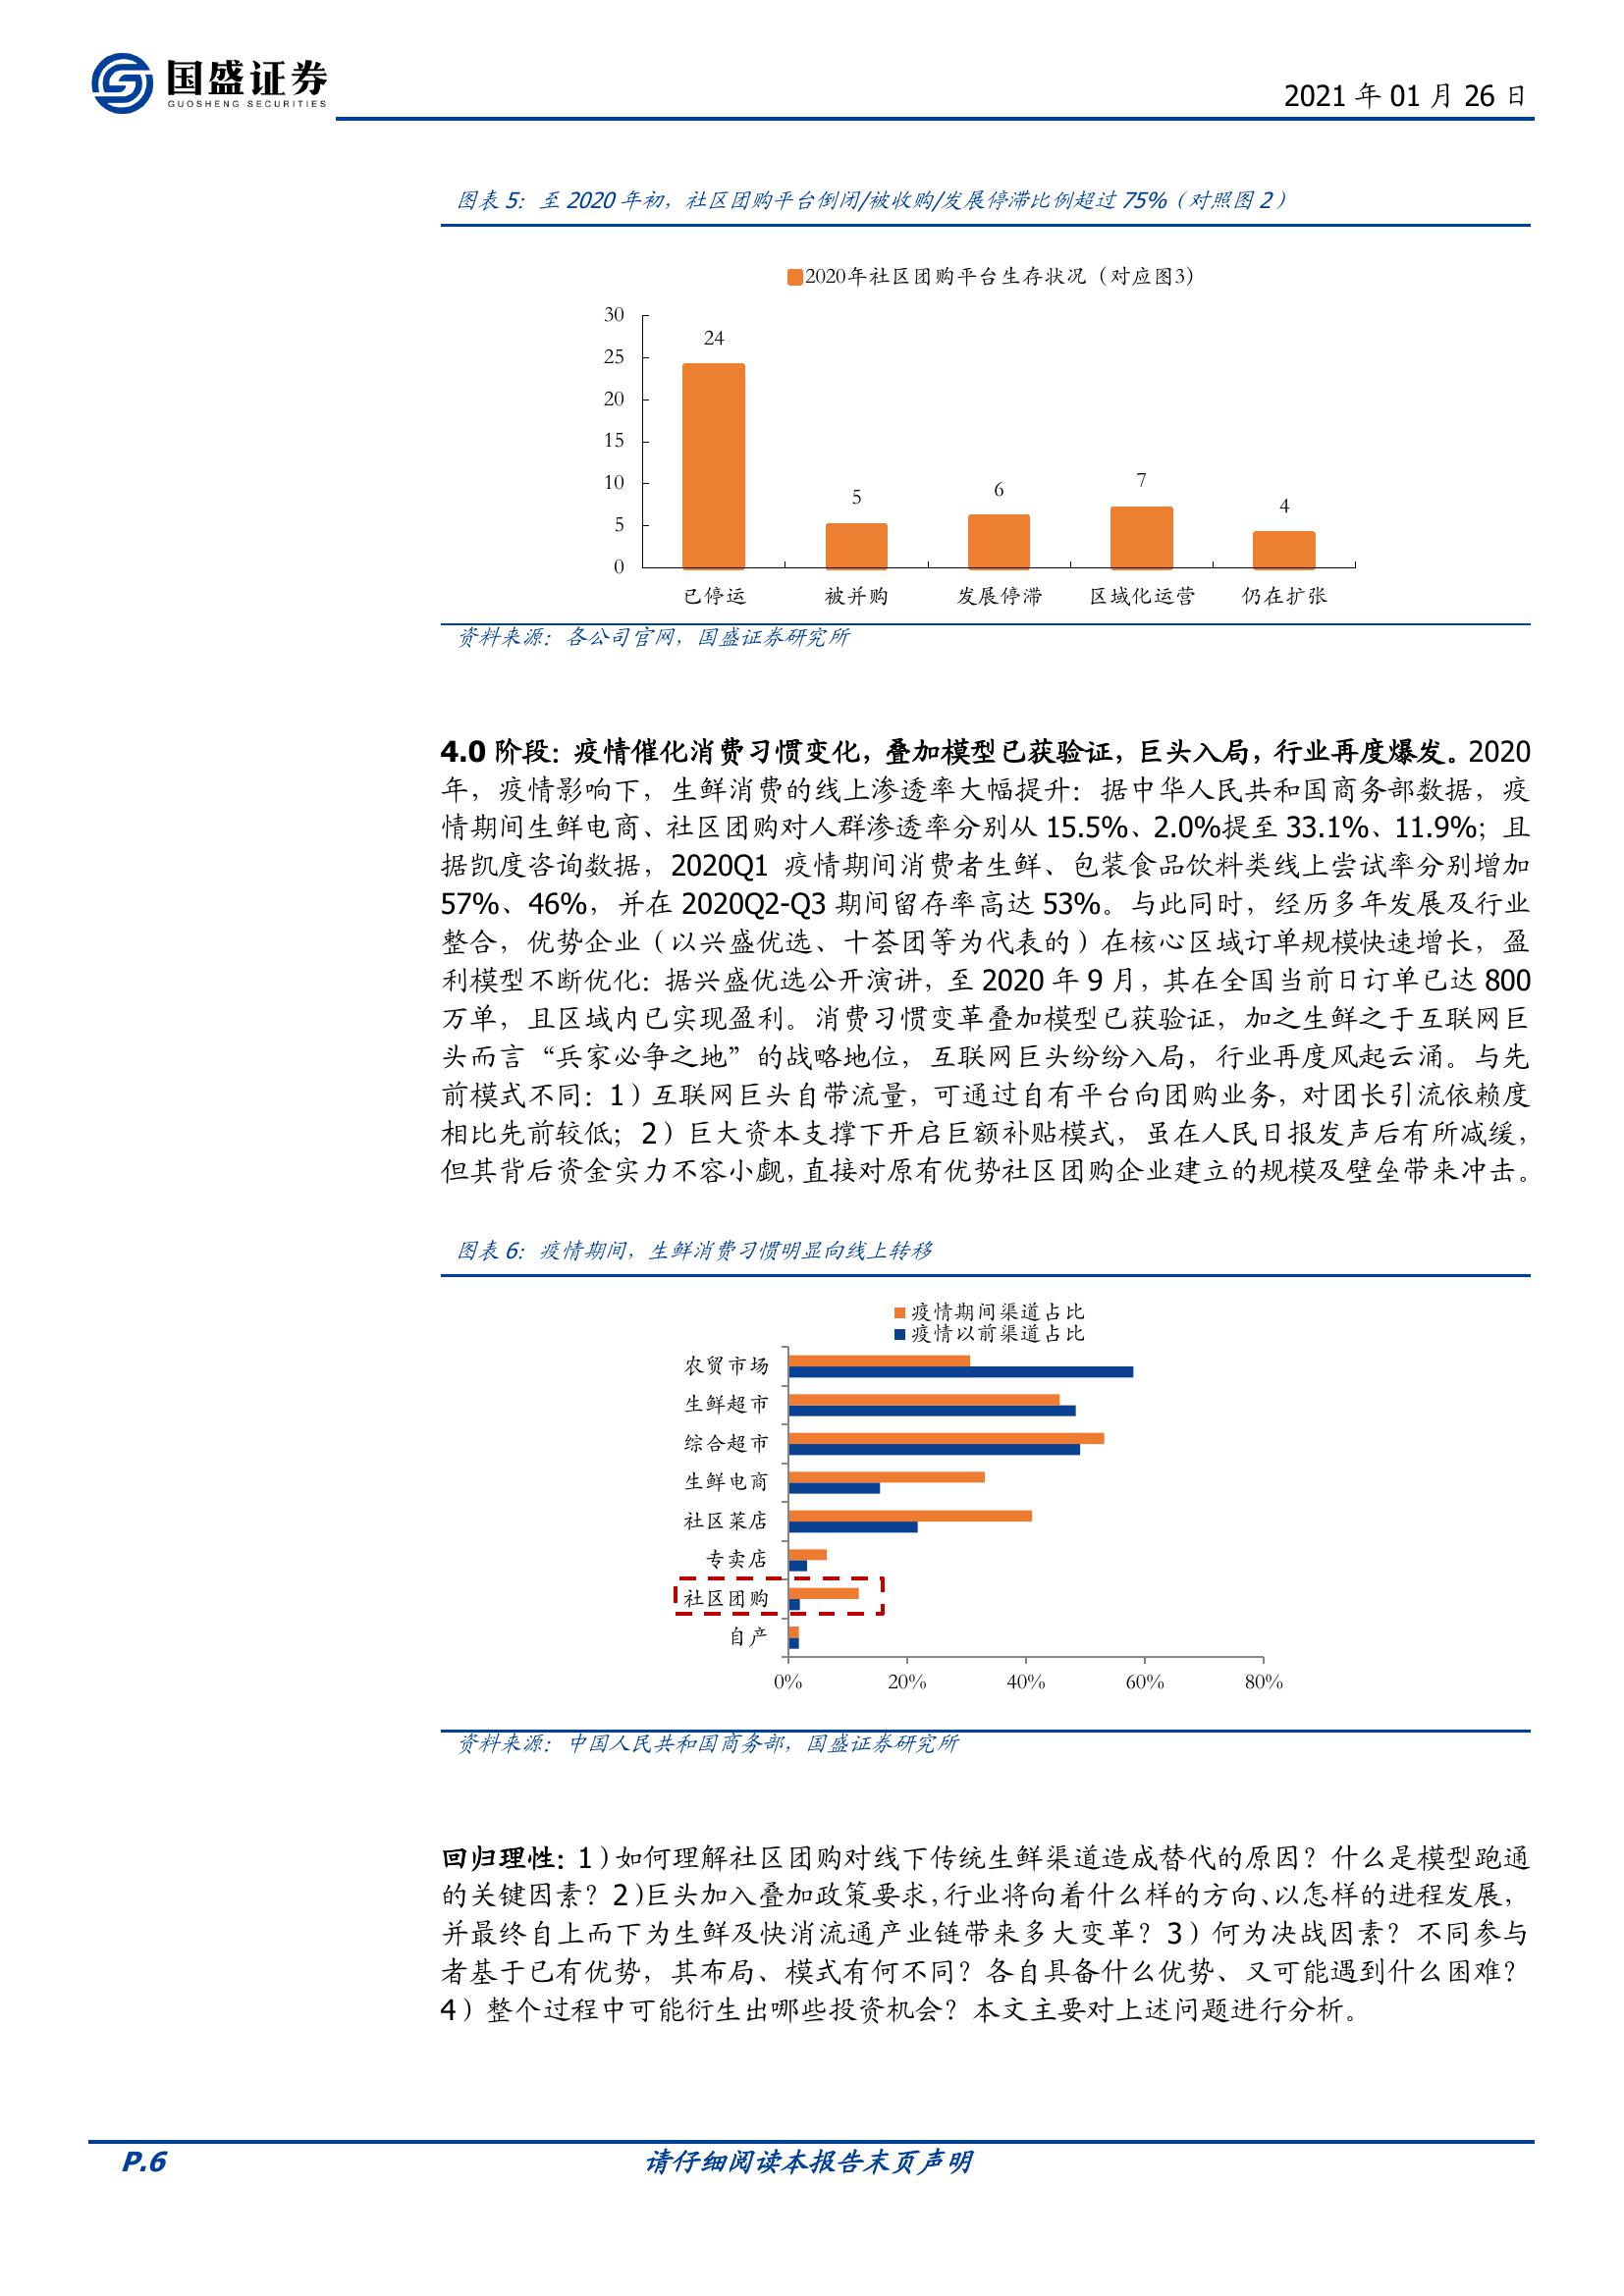 国盛证券
GUOSHENG SECURITIES
2021 年 01 月 26 日
图表 5：至 2020 年初，社区团购平台倒闭/被收购/发展停滞比例超过 75%（对照图 2）
2020年社区团购平台生存状况（对应图3）
30
25
20
15
10
5
0
24
5
6
7
4
已停运 被并购 发展停滞 区域化运营 仍在扩张
资料来源：各公司官网，国盛证券研究所
4.0 阶段：疫情催化消费习惯变化，叠加模型已获验证，巨头入局，行业再度爆发。2020
年，疫情影响下，生鲜消费的线上渗透率大幅提升：据中华人民共和国商务部数据，疫
情期间生鲜电商、社区团购对人群渗透率分别从 15.5%、2.0%提至 33.1%、11.9%；且
据凯度咨询数据，2020Q1 疫情期间消费者生鲜、包装食品饮料类线上尝试率分别增加
57%、46%，并在 2020Q2-Q3 期间留存率高达 53%。与此同时，经历多年发展及行业
整合，优势企业（以兴盛优选、十荟团等为代表的）在核心区域订单规模快速增长，盈
利模型不断优化：据兴盛优选公开演讲，至 2020 年 9 月，其在全国当前日订单已达 800
万单，且区域内已实现盈利。消费习惯变革叠加模型已获验证，加之生鲜之于互联网巨
头而言“兵家必争之地”的战略地位，互联网巨头纷纷入局，行业再度风起云涌。与先
前模式不同：1）互联网巨头自带流量，可通过自有平台向团购业务，对团长引流依赖度
相比先前较低；2）巨大资本支撑下开启巨额补贴模式，虽在人民日报发声后有所减缓，
但其背后资金实力不容小觑，直接对原有优势社区团购企业建立的规模及壁垒带来冲击。
图表 6：疫情期间，生鲜消费习惯明显向线上转移
疫情期间渠道占比
疫情以前渠道占比
农贸市场
生鲜超市
综合超市
生鲜电商
社区菜店
专卖店
社区团购
自产
0% 20% 40% 60% 80%
资料来源：中国人民共和国商务部，国盛证券研究所
回归理性：1）如何理解社区团购对线下传统生鲜渠道造成替代的原因？什么是模型跑通
的关键因素？2）巨头加入叠加政策要求，行业将向着什么样的方向、以怎样的进程发展，
并最终自上而下为生鲜及快消流通产业链带来多大变革？3）何为决战因素？不同参与
者基于已有优势，其布局、模式有何不同？各自具备什么优势、又可能遇到什么困难？
4）整个过程中可能衍生出哪些投资机会？本文主要对上述问题进行分析。
P.6
请仔细阅读本报告末页声明